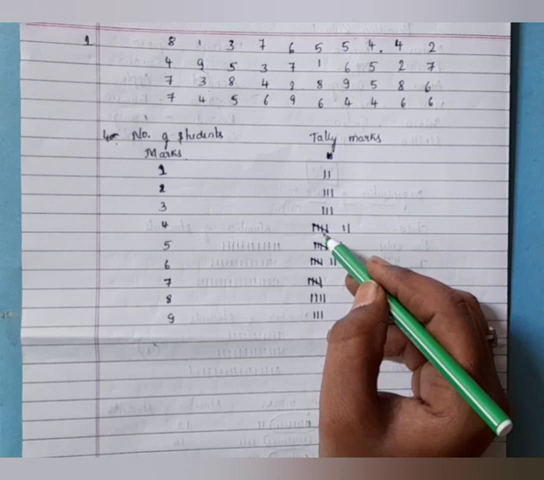 1 8 1 3 7 6 5 5 4 . 4 2
4 9 5 3 7 1 6 5 2 7
7 3 8 4 2 8 9 5 8 6
7 4 5 6 9 6 4 4 6 6
No. of students Tally marks
Marks
1 ||
2 |||
3 |||
4 |||| ||
5 ||||
6 |||| ||
7 ||||
8 ||||
9 |||